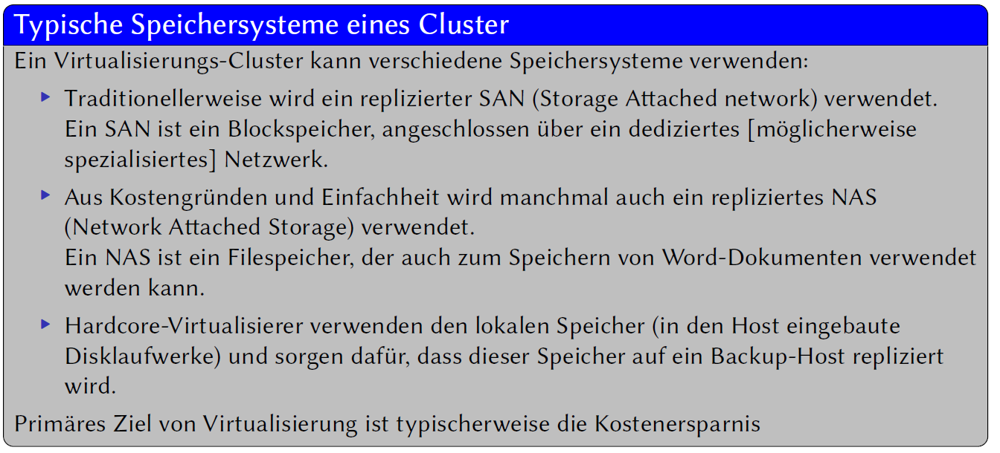 Typische Speichersysteme eines Cluster
Ein Virtualisierungs-Cluster kann verschiedene Speichersysteme verwenden:
Traditionellerweise wird ein replizierter SAN (Storage Attached network) verwendet.
Ein SAN ist ein Blockspeicher, angeschlossen über ein dediziertes [möglicherweise
spezialisiertes] Netzwerk.
Aus Kostengründen und Einfachheit wird manchmal auch ein repliziertes NAS
(Network Attached Storage) verwendet.
Ein NAS ist ein Filespeicher, der auch zum Speichern von Word-Dokumenten verwendet
werden kann.
Hardcore-Virtualisierer verwenden den lokalen Speicher (in den Host eingebaute
Disklaufwerke) und sorgen dafür, dass dieser Speicher auf ein Backup-Host repliziert
wird.
Primäres Ziel von Virtualisierung ist typischerweise die Kostenersparnis